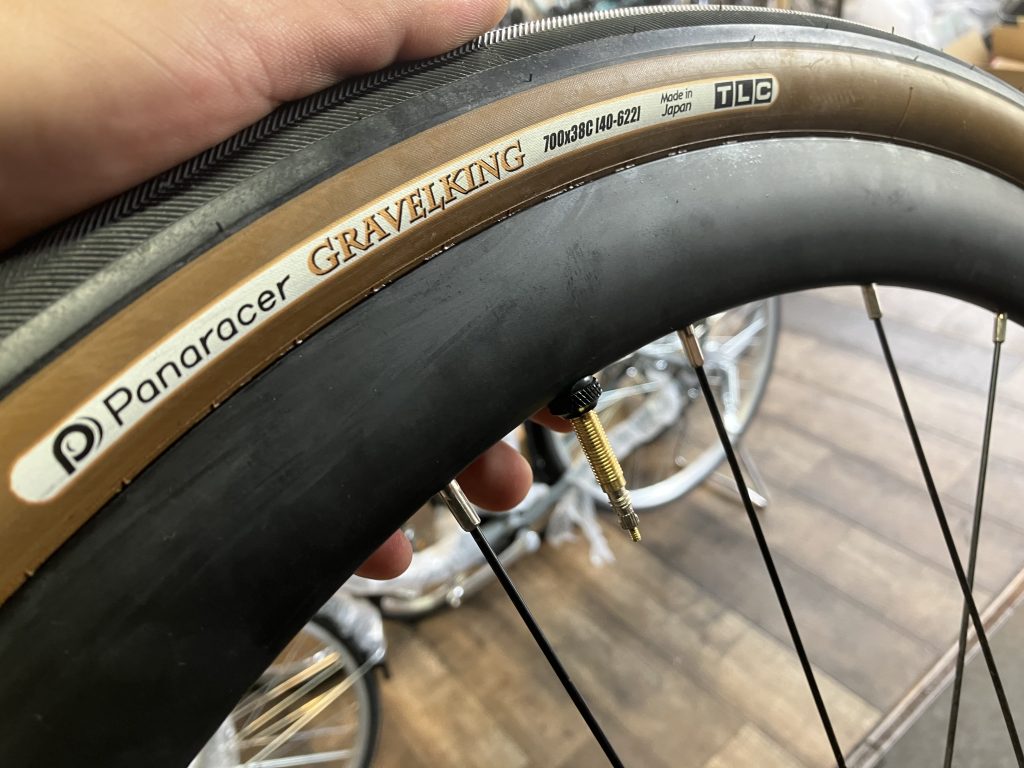 Panaracer GRAVELKING 700x38C [40-622] Made in Japan TLC